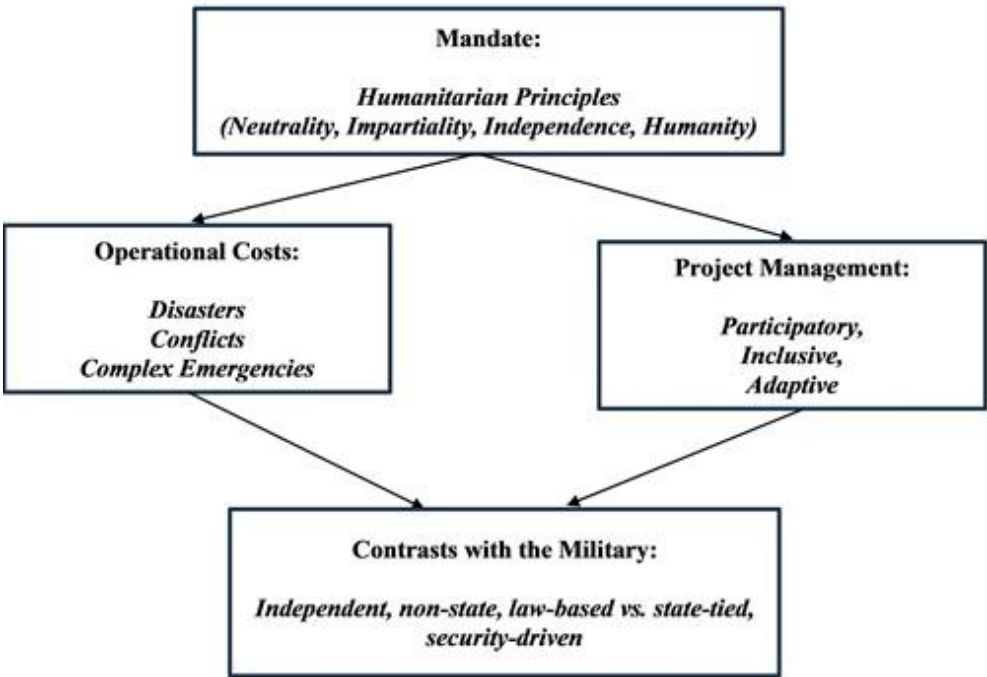 Mandate:
Humanitarian Principles
(Neutrality, Impartiality, Independence, Humanity)
Operational Costs:
Disasters
Conflicts
Complex Emergencies
Project Management:
Participatory,
Inclusive,
Adaptive
Contrasts with the Military:
Independent, non-state, law-based vs. state-tied,
security-driven